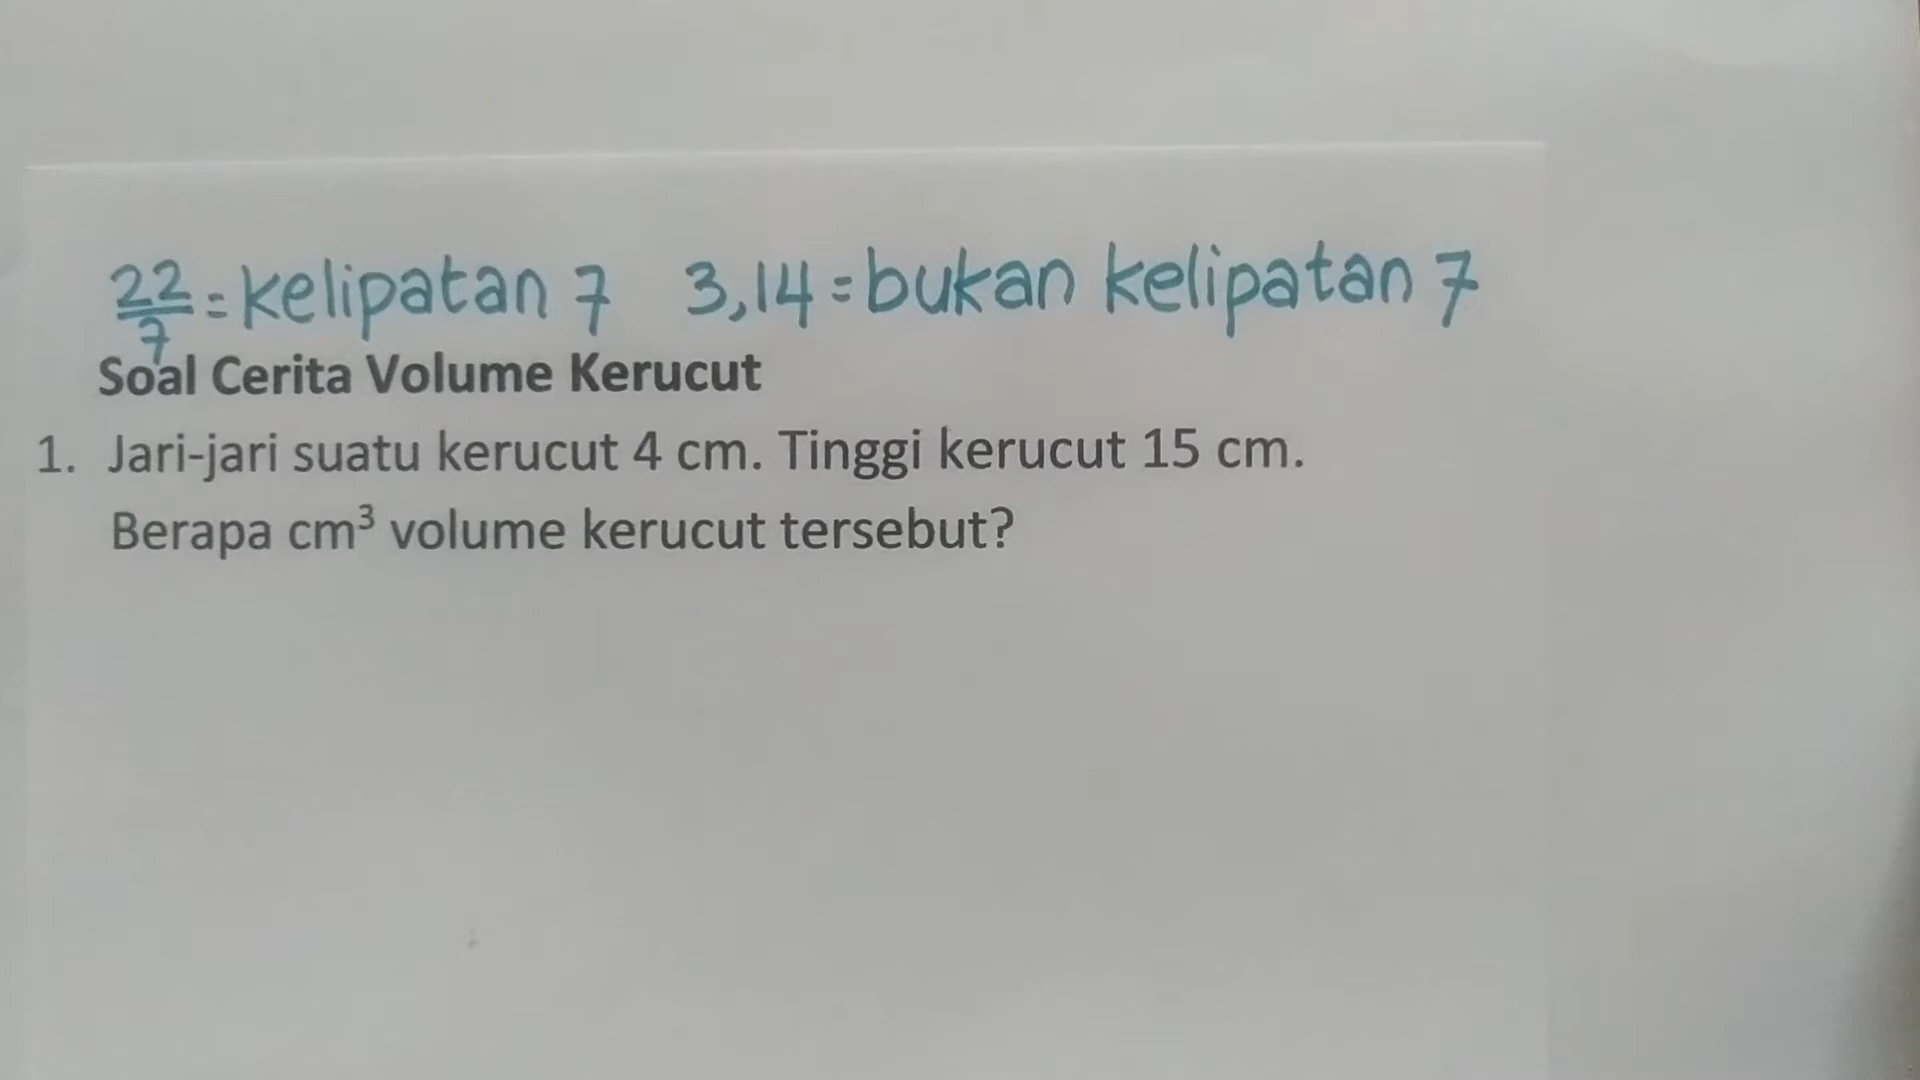 22/7 = kelipatan 7 3,14 = bukan kelipatan 7
Soal Cerita Volume Kerucut
1. Jari-jari suatu kerucut 4 cm. Tinggi kerucut 15 cm.
Berapa cm³ volume kerucut tersebut?